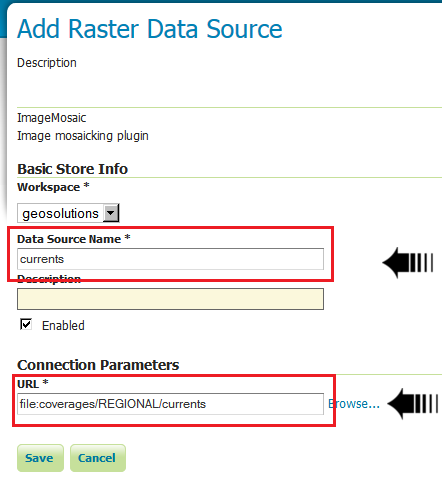 Add Raster Data Source
Description
ImageMosaic
Image mosaicking plugin
Basic Store Info
Workspace *
geosolutions
Data Source Name *
currents
Description
Enabled
Connection Parameters
URL *
file:coverages/REGIONAL/currents Browse...
Save Cancel